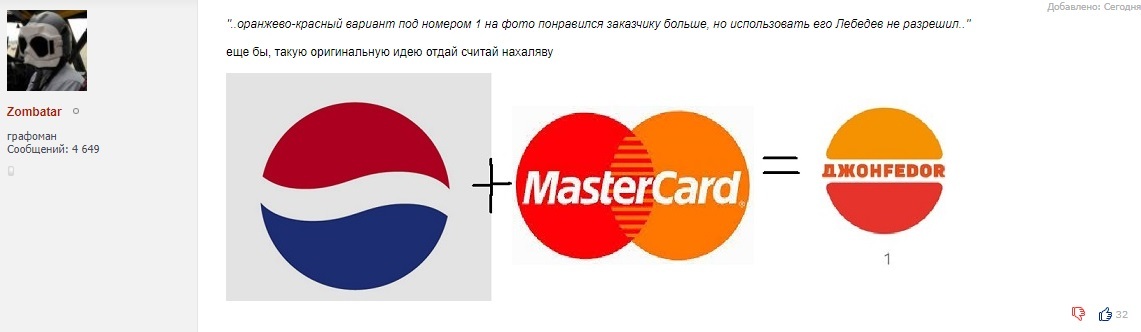 Добавлено: Сегодня
"..оранжево-красный вариант под номером 1 на фото понравился заказчику больше, но использовать его Лебедев не разрешил.."
еще бы, такую оригинальную идею отдай считай нахаляву
Zombatar
графоман
Сообщений: 4 649
+
MasterCard®
=
ДЖОНFEDOR
1
32